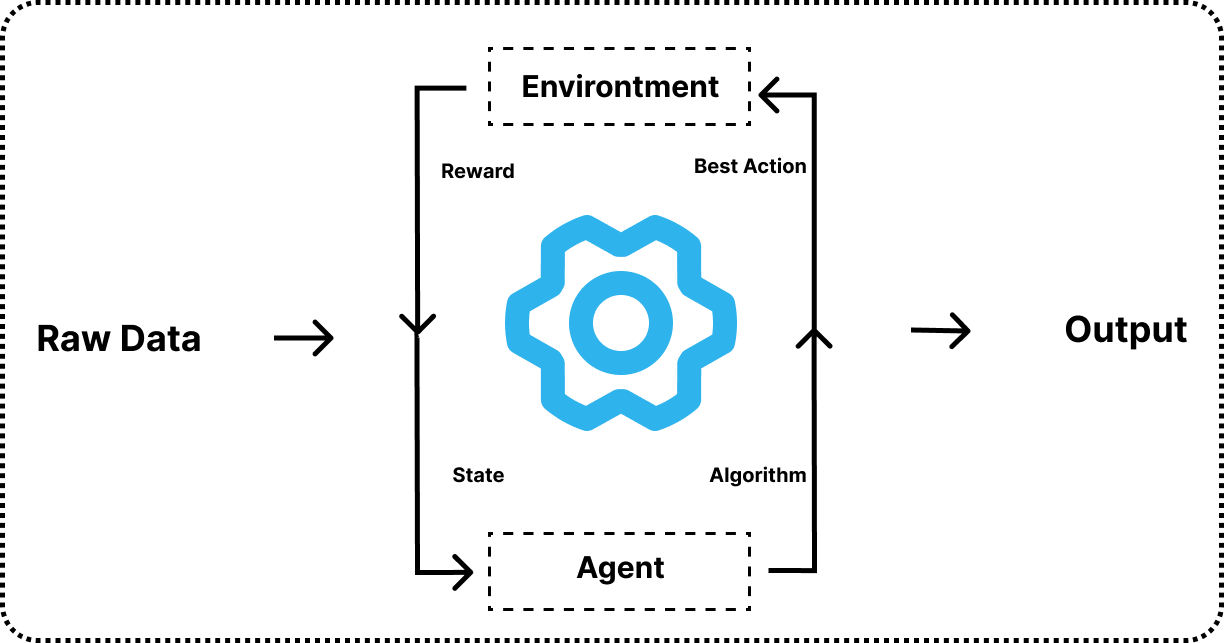 Environtment
Reward
Best Action
Raw Data
Output
State
Algorithm
Agent